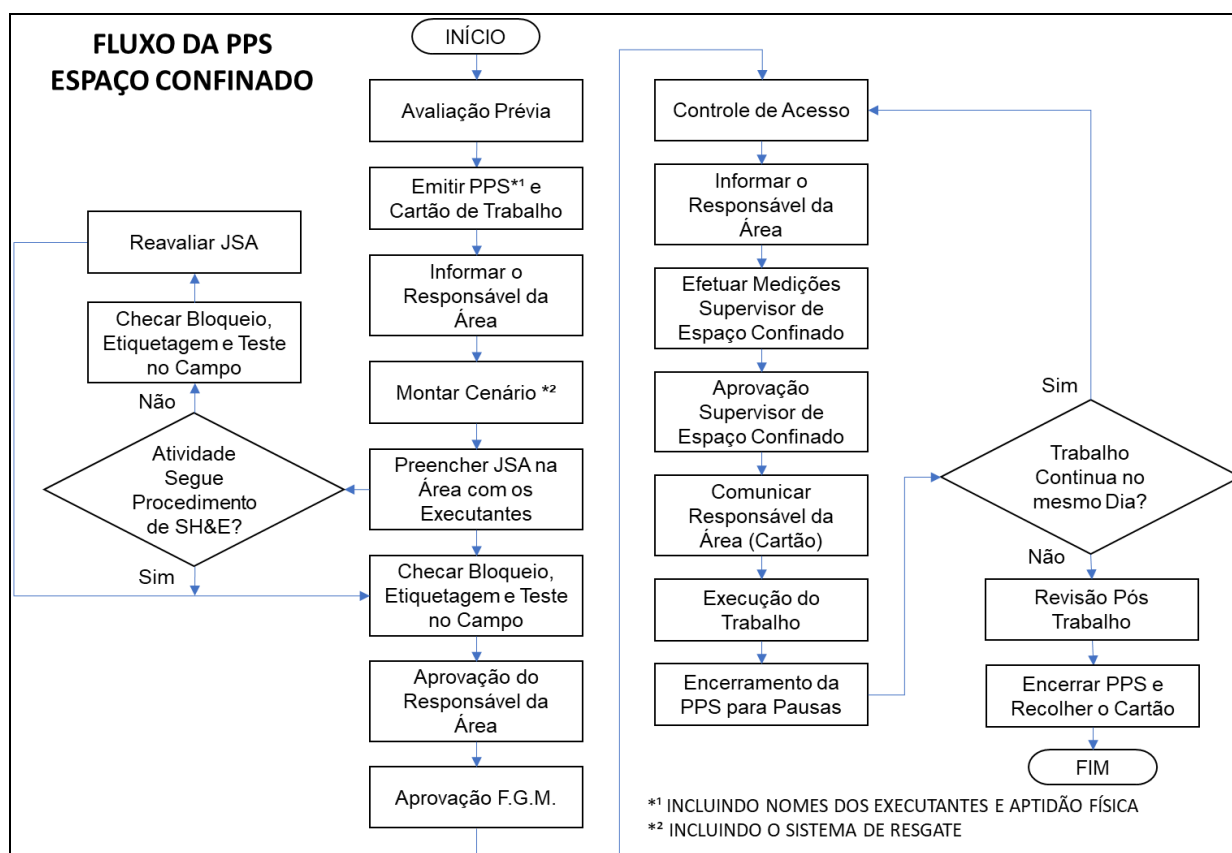 FLUXO DA PPS
ESPAÇO CONFINADO
INÍCIO
Avaliação Prévia
Emitir PPS*¹ e
Cartão de Trabalho
Informar o
Responsável da
Área
Montar Cenário *²
Preencher JSA na
Área com os
Executantes
Atividade
Segue
Procedimento
de SH&E?
Não
Checar Bloqueio,
Etiquetagem e Teste
no Campo
Reavaliar JSA
Sim
Checar Bloqueio,
Etiquetagem e Teste
no Campo
Aprovação do
Responsável da
Área
Aprovação F.G.M.
Controle de Acesso
Informar o
Responsável da
Área
Efetuar Medições
Supervisor de
Espaço Confinado
Aprovação
Supervisor de
Espaço Confinado
Comunicar
Responsável da
Área (Cartão)
Execução do
Trabalho
Encerramento da
PPS para Pausas
Sim
Trabalho
Continua no
mesmo Dia?
Não
Revisão Pós
Trabalho
Encerrar PPS e
Recolher o Cartão
FIM
*¹ INCLUINDO NOMES DOS EXECUTANTES E APTIDÃO FÍSICA
*² INCLUINDO O SISTEMA DE RESGATE